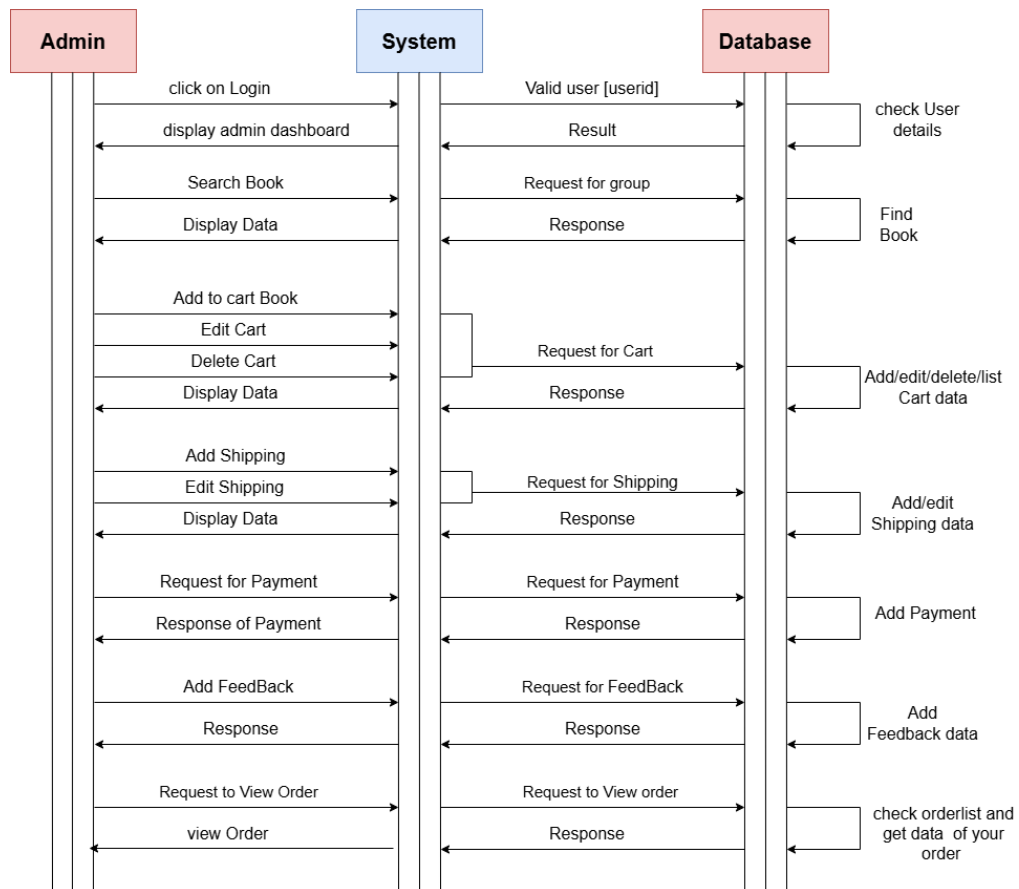 Admin
System
Database
click on Login
Valid user [userid]
check User
details
display admin dashboard
Result
Search Book
Request for group
Find
Book
Display Data
Response
Add to cart Book
Edit Cart
Request for Cart
Delete Cart
Add/edit/delete/list
Cart data
Display Data
Response
Add Shipping
Request for Shipping
Edit Shipping
Add/edit
Shipping data
Display Data
Response
Request for Payment
Request for Payment
Add Payment
Response of Payment
Response
Add FeedBack
Request for FeedBack
Add
Feedback data
Response
Response
Request to View Order
Request to View order
check orderlist and
get data of your
order
view Order
Response